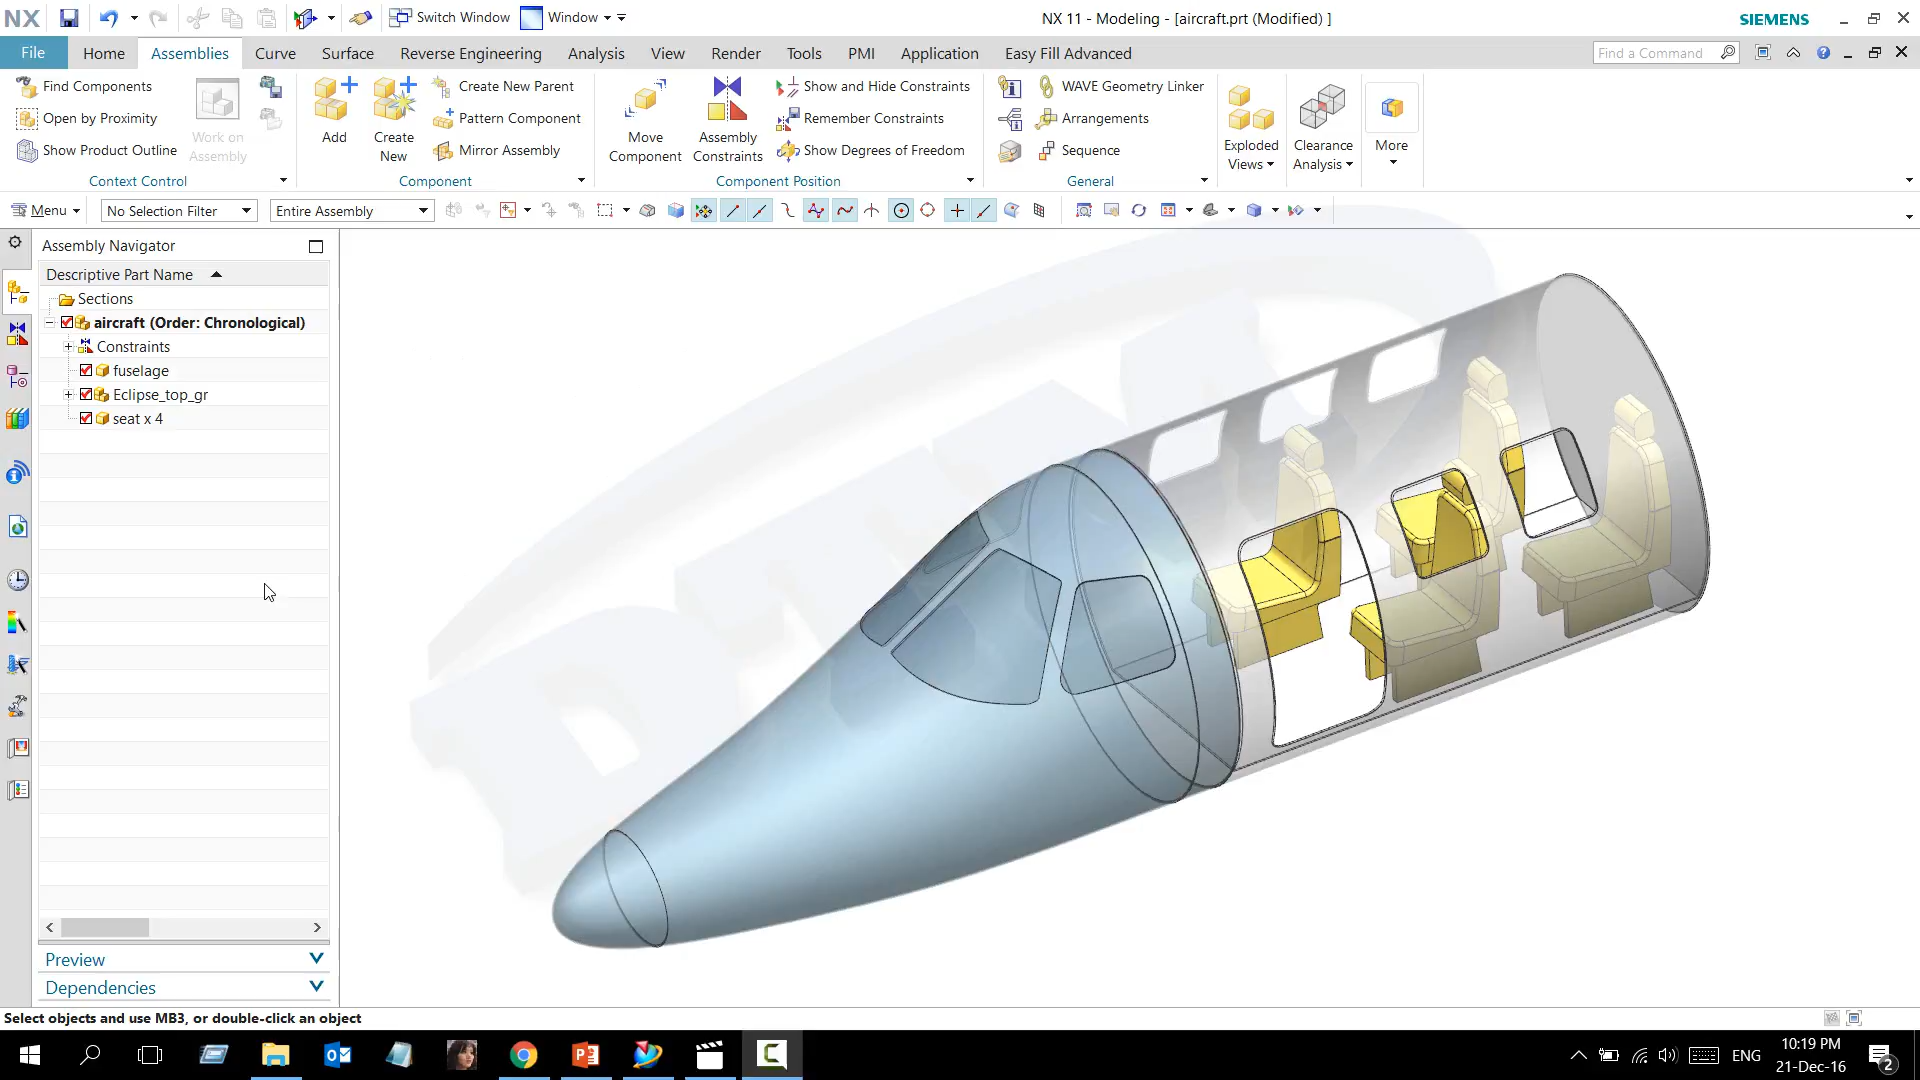 NX
Switch Window
Window
NX 11 - Modeling - [aircraft.prt (Modified) ]
SIEMENS
File
Home
Assemblies
Curve
Surface
Reverse Engineering
Analysis
View
Render
Tools
PMI
Application
Easy Fill Advanced
Find a Command
Find Components
Open by Proximity
Show Product Outline
Work on
Assembly
Context Control
Add
Create
New
Create New Parent
Pattern Component
Mirror Assembly
Component
Move
Component
Assembly
Constraints
Show and Hide Constraints
Remember Constraints
Show Degrees of Freedom
Component Position
WAVE Geometry Linker
Arrangements
Sequence
General
Exploded
Views
Clearance
Analysis
More
Menu
No Selection Filter
Entire Assembly
Assembly Navigator
Descriptive Part Name
Sections
aircraft (Order: Chronological)
Constraints
fuselage
Eclipse_top_gr
seat x 4
Preview
Dependencies
Select objects and use MB3, or double-click an object
ENG
10:19 PM
21-Dec-16
2